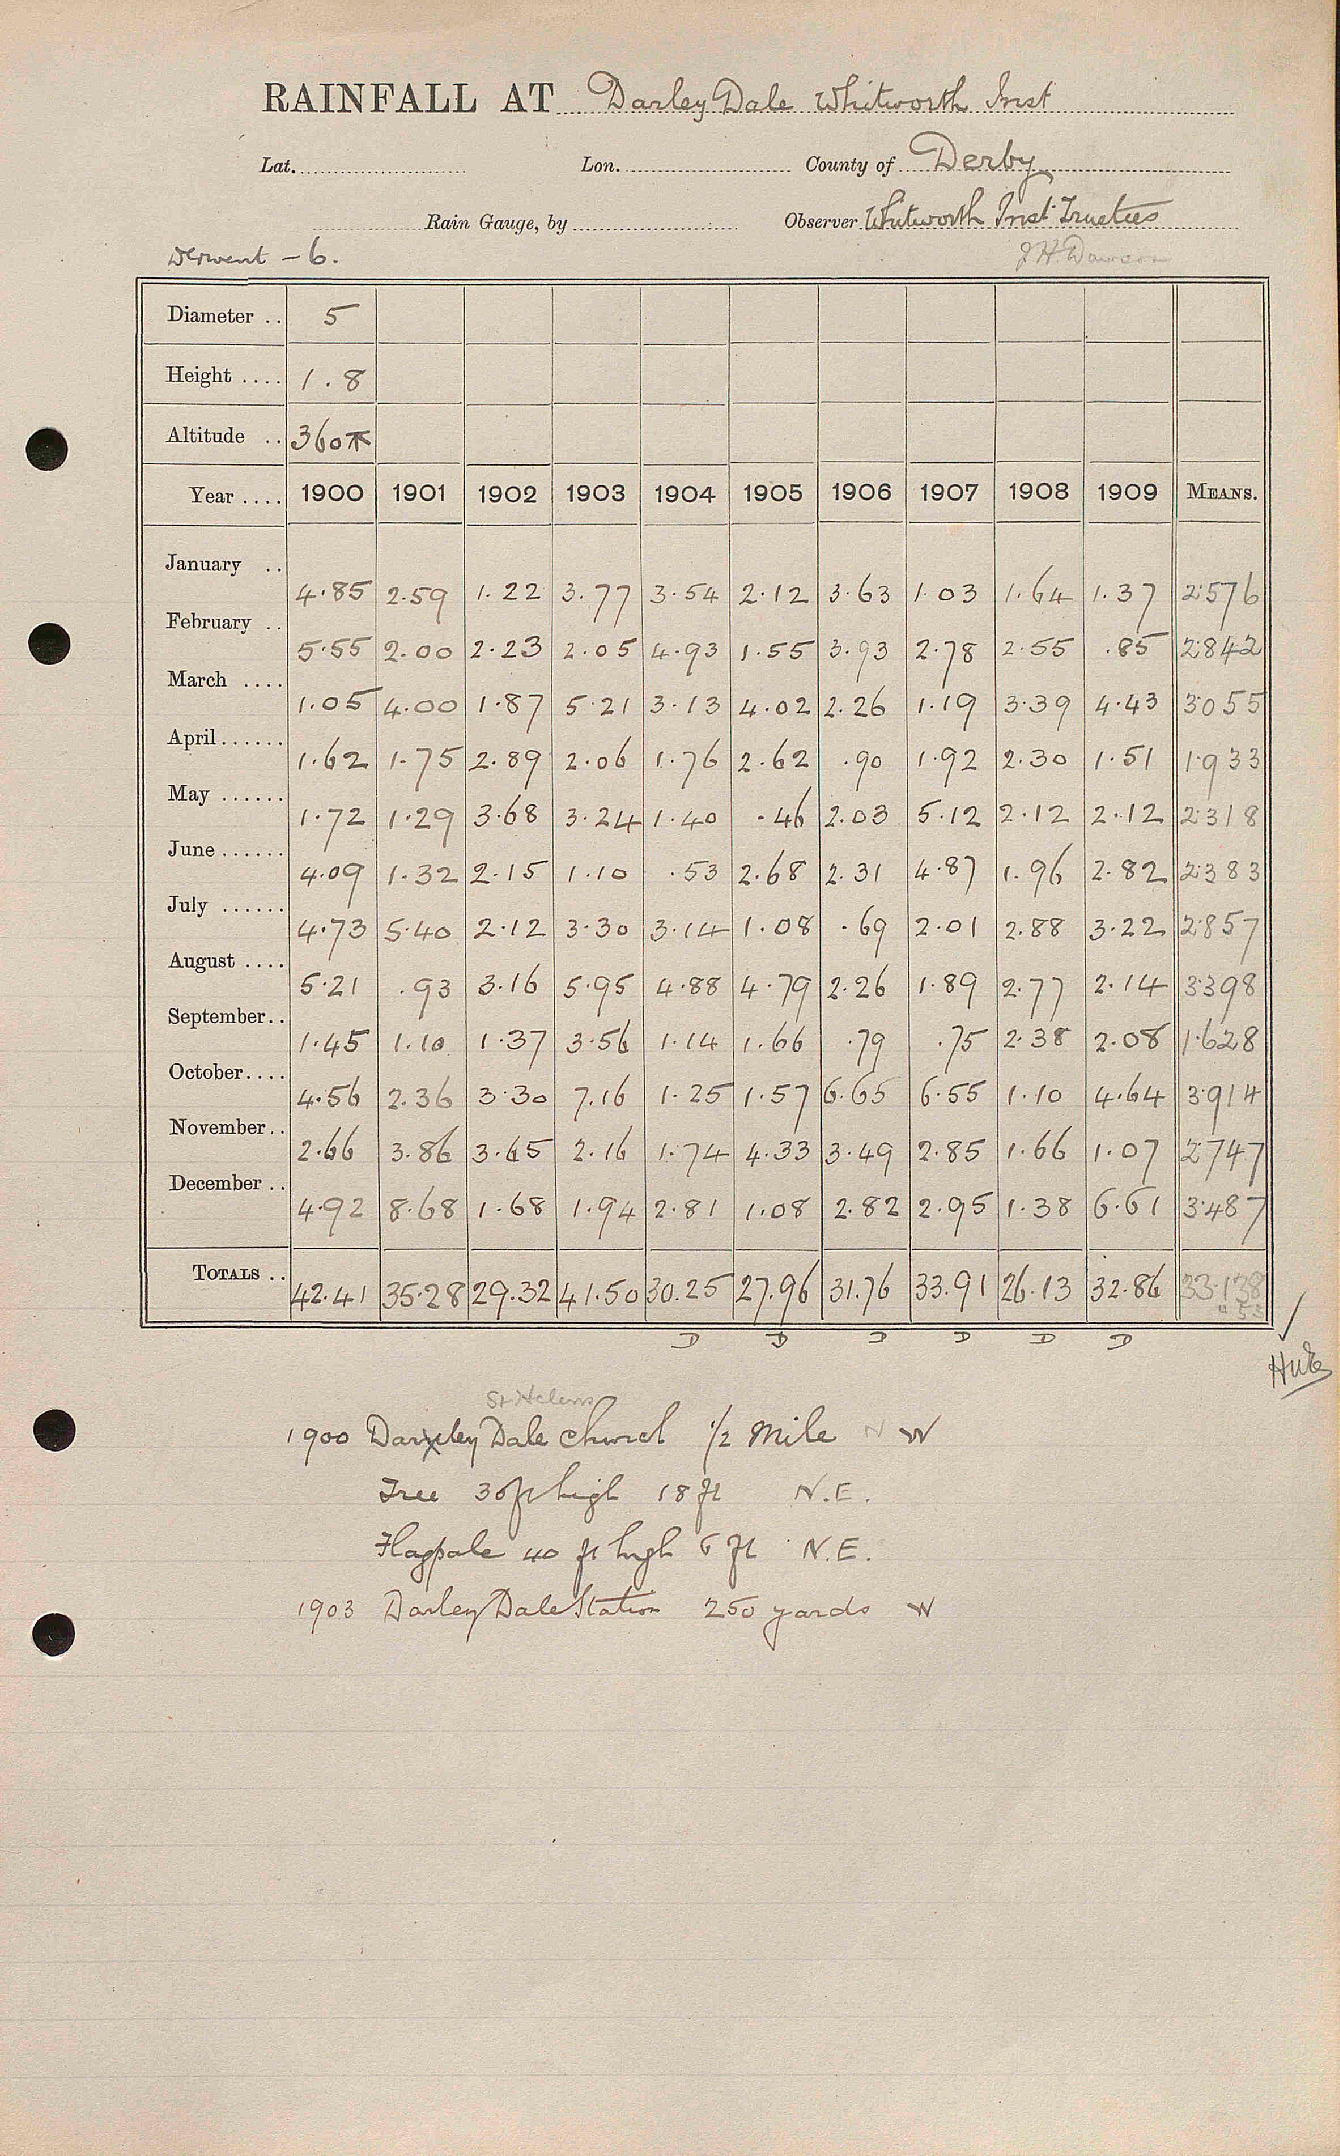 RAINFALL AT Darley Dale Whitworth Inst
Lat. Lon. County of Derby
Rain Gauge, by Observer Whitworth Inst. Trustees
Derwent - 6. J H Dawson
Diameter .. 5
Height .... 1.8
Altitude .. 360
Year .... 1900 1901 1902 1903 1904 1905 1906 1907 1908 1909 MEANS.
January .. 4.85 2.59 1.22 3.77 3.54 2.12 3.63 1.03 1.64 1.37 2.576
February .. 5.55 2.00 2.23 2.05 4.93 1.55 3.93 2.78 2.55 .85 2.842
March .... 1.05 4.00 1.87 5.21 3.13 4.02 2.26 1.19 3.39 4.43 3.055
April...... 1.62 1.75 2.89 2.06 1.76 2.62 .90 1.92 2.30 1.51 1.933
May ...... 1.72 1.29 3.68 3.24 1.40 .46 2.03 5.12 2.12 2.12 2.318
June ...... 4.09 1.32 2.15 1.10 .53 2.68 2.31 4.87 1.96 2.82 2.383
July ...... 4.73 5.40 2.12 3.30 3.14 1.08 .69 2.01 2.88 3.22 2.857
August .... 5.21 .93 3.16 5.95 4.88 4.79 2.26 1.89 2.77 2.14 3.398
September.. 1.45 1.10 1.37 3.56 1.14 1.66 .79 .75 2.38 2.08 1.628
October.... 4.56 2.36 3.30 7.16 1.25 1.57 6.65 6.55 1.10 4.64 3.914
November.. 2.66 3.86 3.65 2.16 1.74 4.33 3.49 2.85 1.66 1.07 2.747
December .. 4.92 8.68 1.68 1.94 2.81 1.08 2.82 2.95 1.38 6.61 3.487
TOTALS .. 42.41 35.28 29.32 41.50 30.25 27.96 31.76 33.91 26.13 32.86 33.138
D D D D D D
St Helens
1900 Darley Dale Church 1/2 Mile N W
Tree 30 ft high 18 ft N.E.
Flagpole 40 ft high 6 ft N.E.
1903 Darley Dale Station 250 yards W